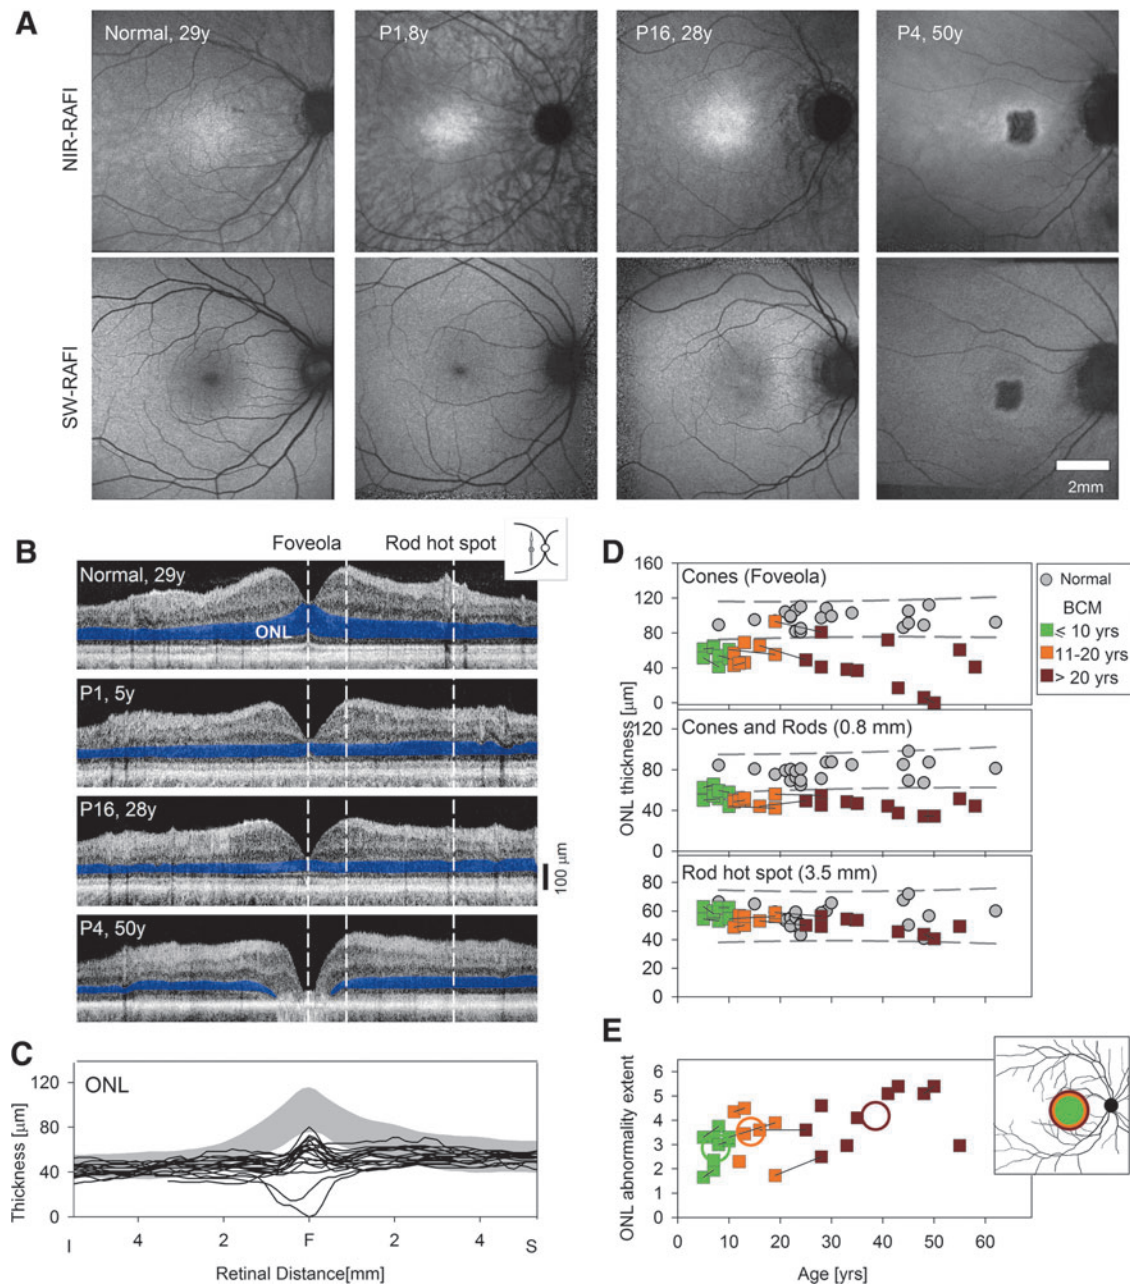 A
Normal, 29y
P1,8y
P16, 28y
P4, 50y
NIR-RAFI
SW-RAFI
2mm
B
Foveola
Rod hot spot
Normal, 29y
ONL
P1, 5y
P16, 28y
100 µm
P4, 50y
C
ONL
Thickness [µm]
120
80
40
0
I
4
2
F
2
4
S
Retinal Distance[mm]
D
Cones (Foveola)
160
120
80
40
0
Normal
BCM
⩽ 10 yrs
11-20 yrs
> 20 yrs
ONL thickness [µm]
Cones and Rods (0.8 mm)
120
80
40
0
Rod hot spot (3.5 mm)
80
60
40
20
0
E
ONL abnormality extent
6
5
4
3
2
1
0
0
10
20
30
40
50
60
Age [yrs]